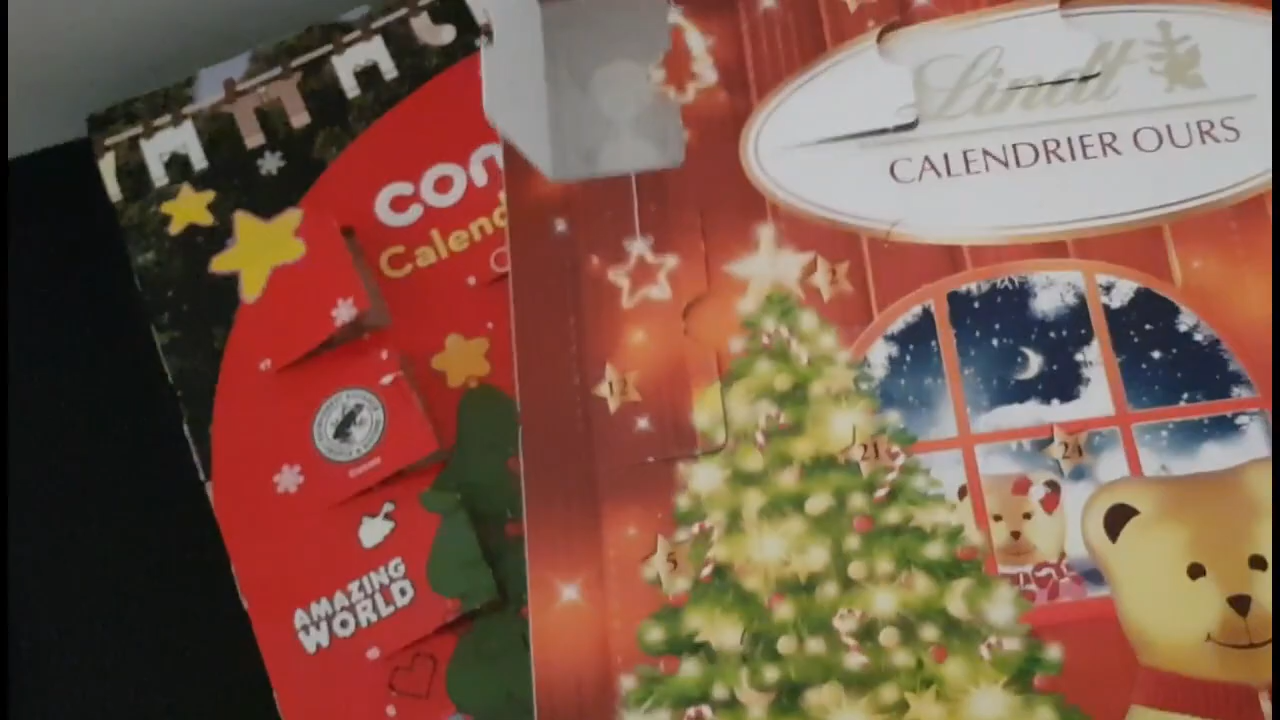 con
Calend
AMAZING
WORLD
Lindt
CALENDRIER OURS
12
21
24
5